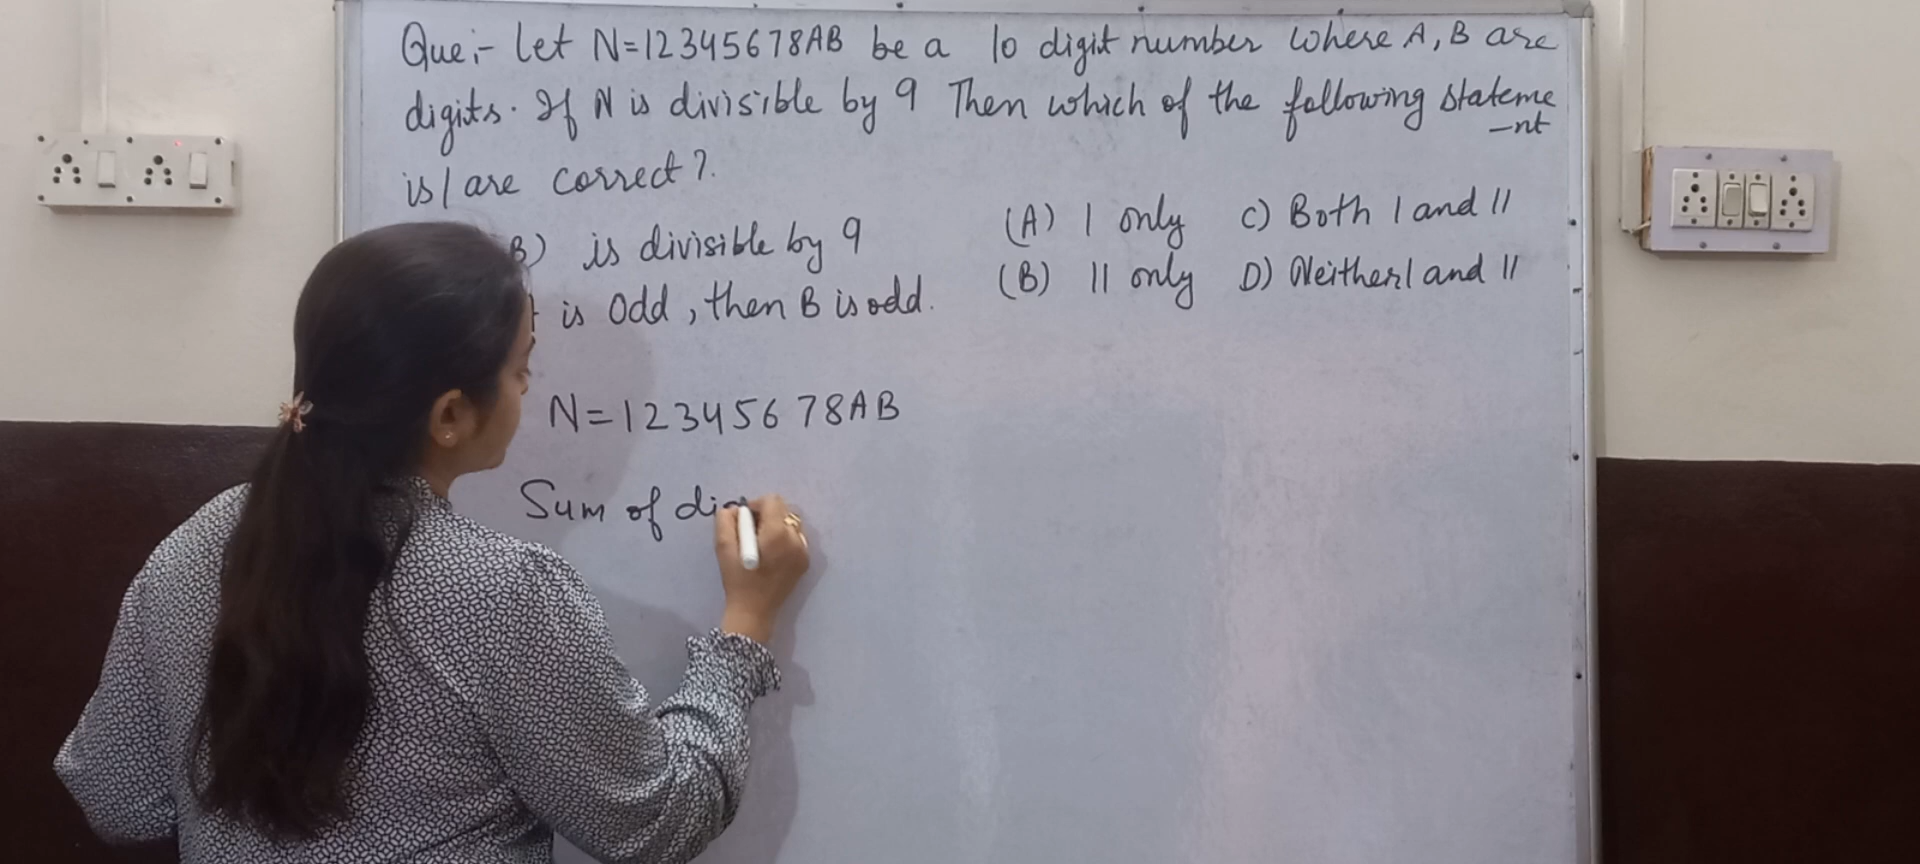 Que:- Let N=12345678AB be a 10 digit number where A, B are
digits. If N is divisible by 9 Then which of the following stateme
-nt
is/are correct?
B) is divisible by 9
is odd, then B is odd.
(A) I only C) Both I and II
(B) II only D) Neither I and II
N=12345678AB
Sum of dig